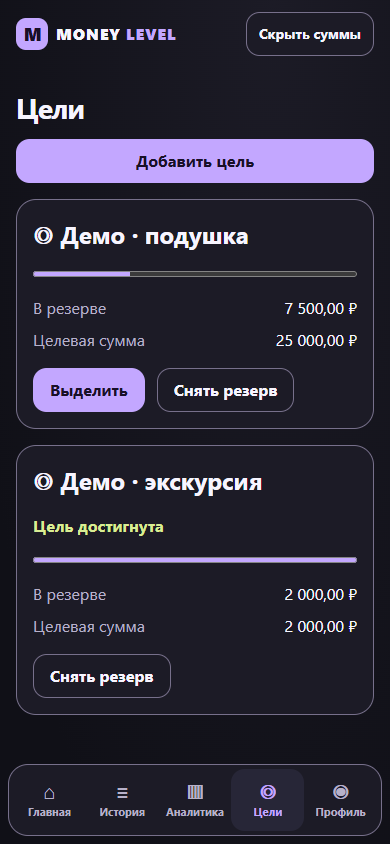 M MONEY LEVEL
Скрыть суммы
Цели
Добавить цель
Демо · подушка
В резерве 7 500,00 ₽
Целевая сумма 25 000,00 ₽
Выделить Снять резерв
Демо · экскурсия
Цель достигнута
В резерве 2 000,00 ₽
Целевая сумма 2 000,00 ₽
Снять резерв
Главная История Аналитика Цели Профиль